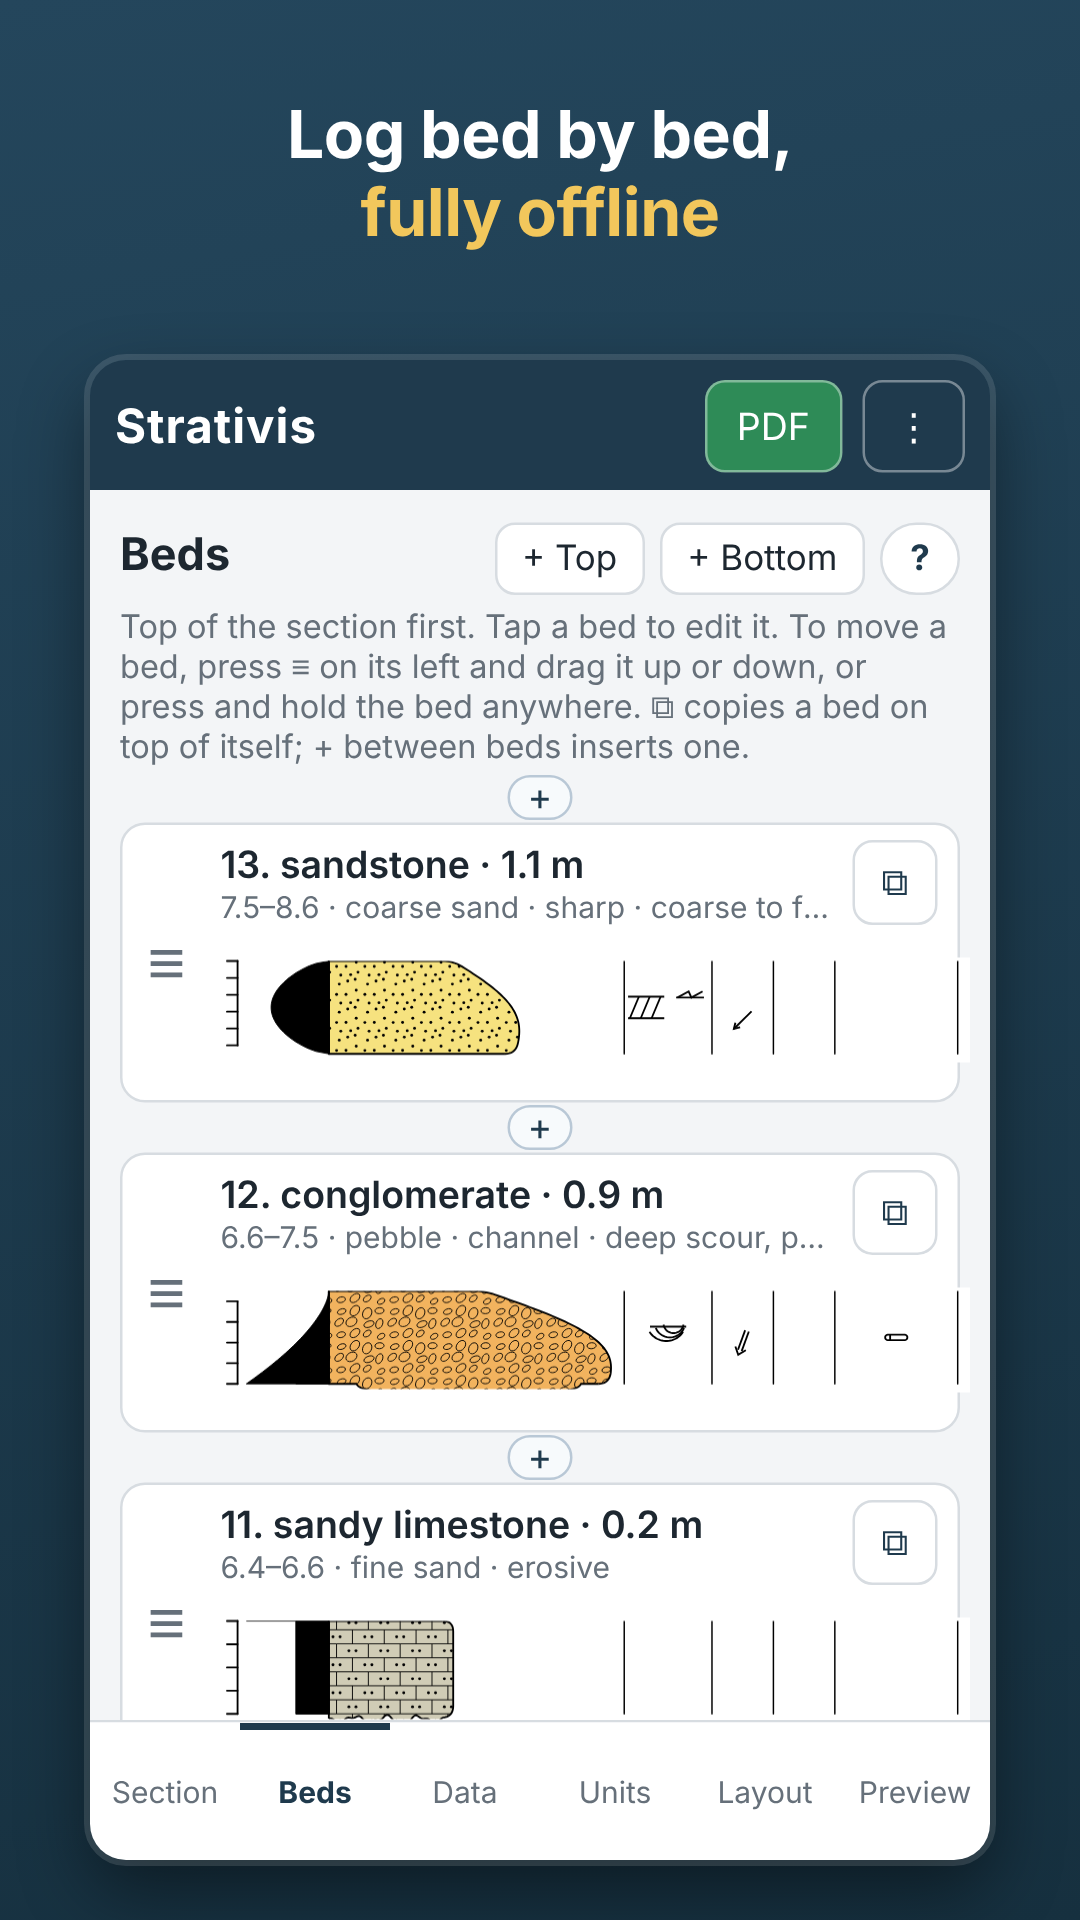 Log bed by bed,
fully offline
Strativis
PDF
⋮
Beds
+ Top
+ Bottom
?
Top of the section first. Tap a bed to edit it. To move a
bed, press ≡ on its left and drag it up or down, or
press and hold the bed anywhere. ⧉ copies a bed on
top of itself; + between beds inserts one.
+
13. sandstone · 1.1 m
7.5–8.6 · coarse sand · sharp · coarse to f…
+
12. conglomerate · 0.9 m
6.6–7.5 · pebble · channel · deep scour, p…
+
11. sandy limestone · 0.2 m
6.4–6.6 · fine sand · erosive
Section
Beds
Data
Units
Layout
Preview